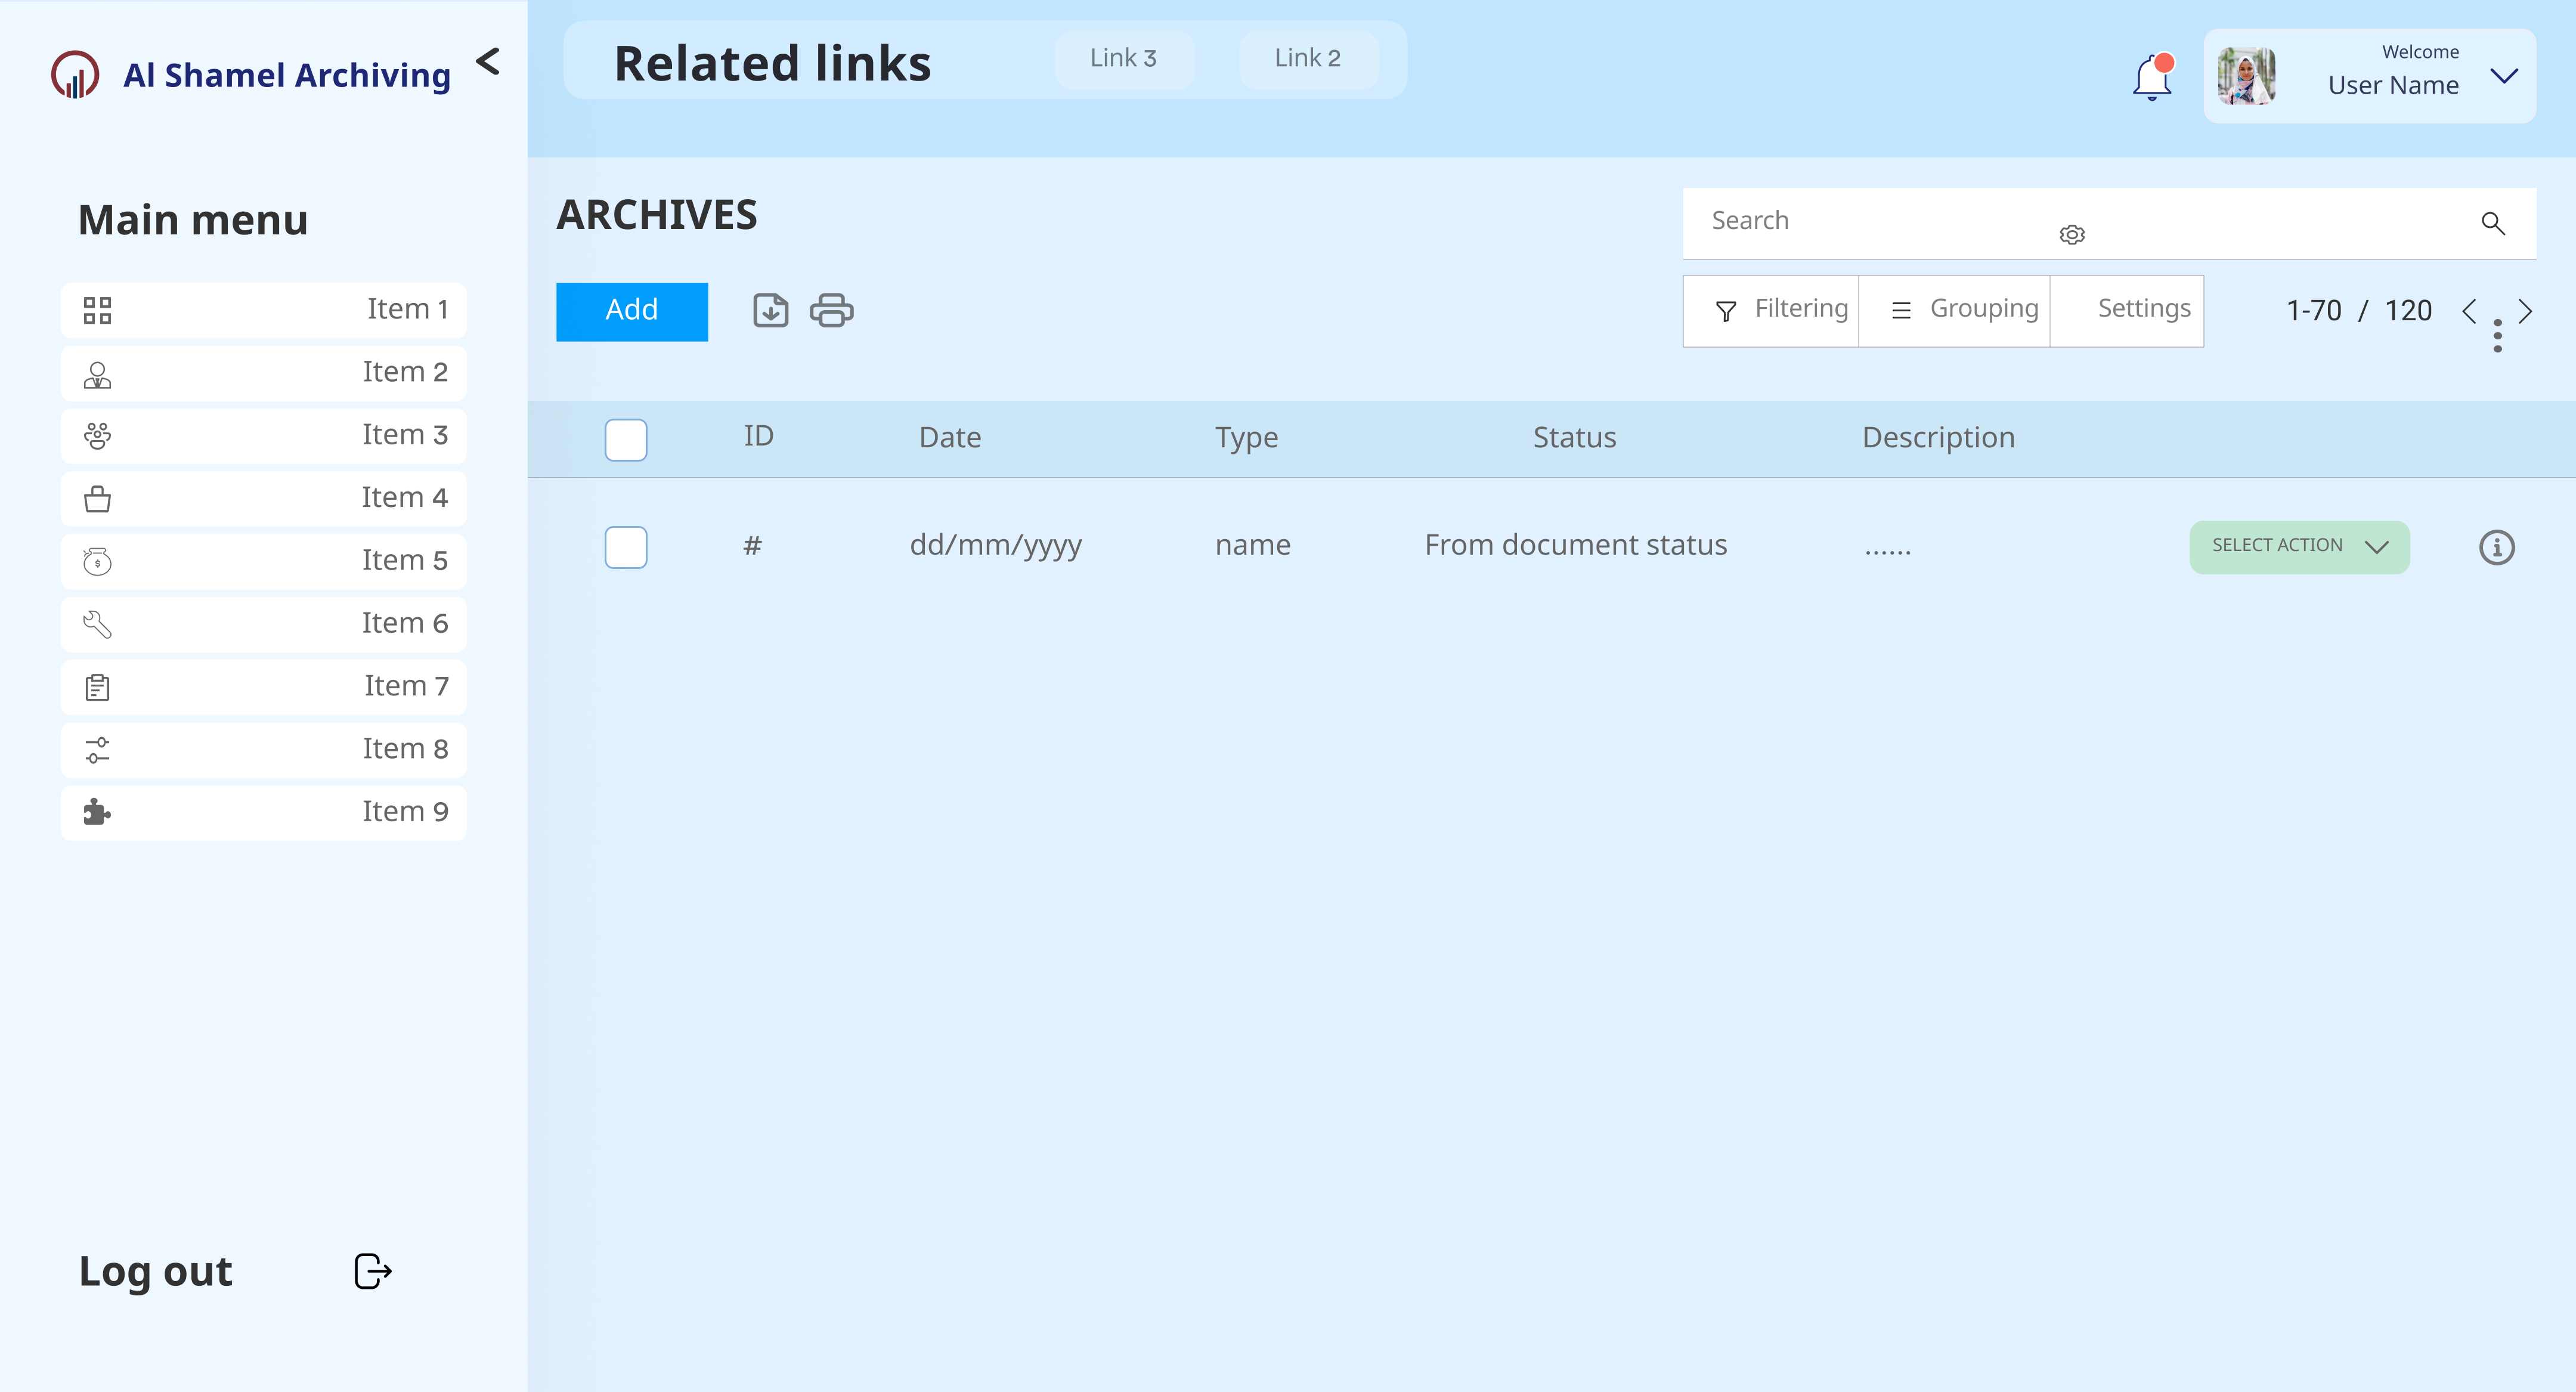 Al Shamel Archiving
Main menu
Item 1
Item 2
Item 3
Item 4
Item 5
Item 6
Item 7
Item 8
Item 9
Log out
Related links
Link 3
Link 2
Welcome
User Name
ARCHIVES
Search
Add
Filtering
Grouping
Settings
1-70 / 120
ID Date Type Status Description
# dd/mm/yyyy name From document status ...... SELECT ACTION